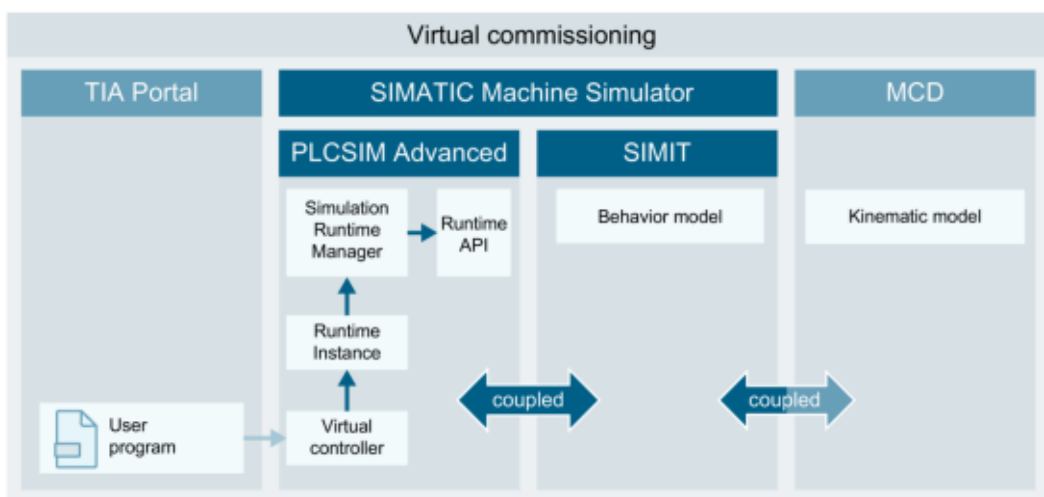 Virtual commissioning
TIA Portal
SIMATIC Machine Simulator
MCD
PLCSIM Advanced
SIMIT
Simulation
Runtime
Manager
Runtime
API
Behavior model
Kinematic model
Runtime
Instance
coupled
coupled
User
program
Virtual
controller